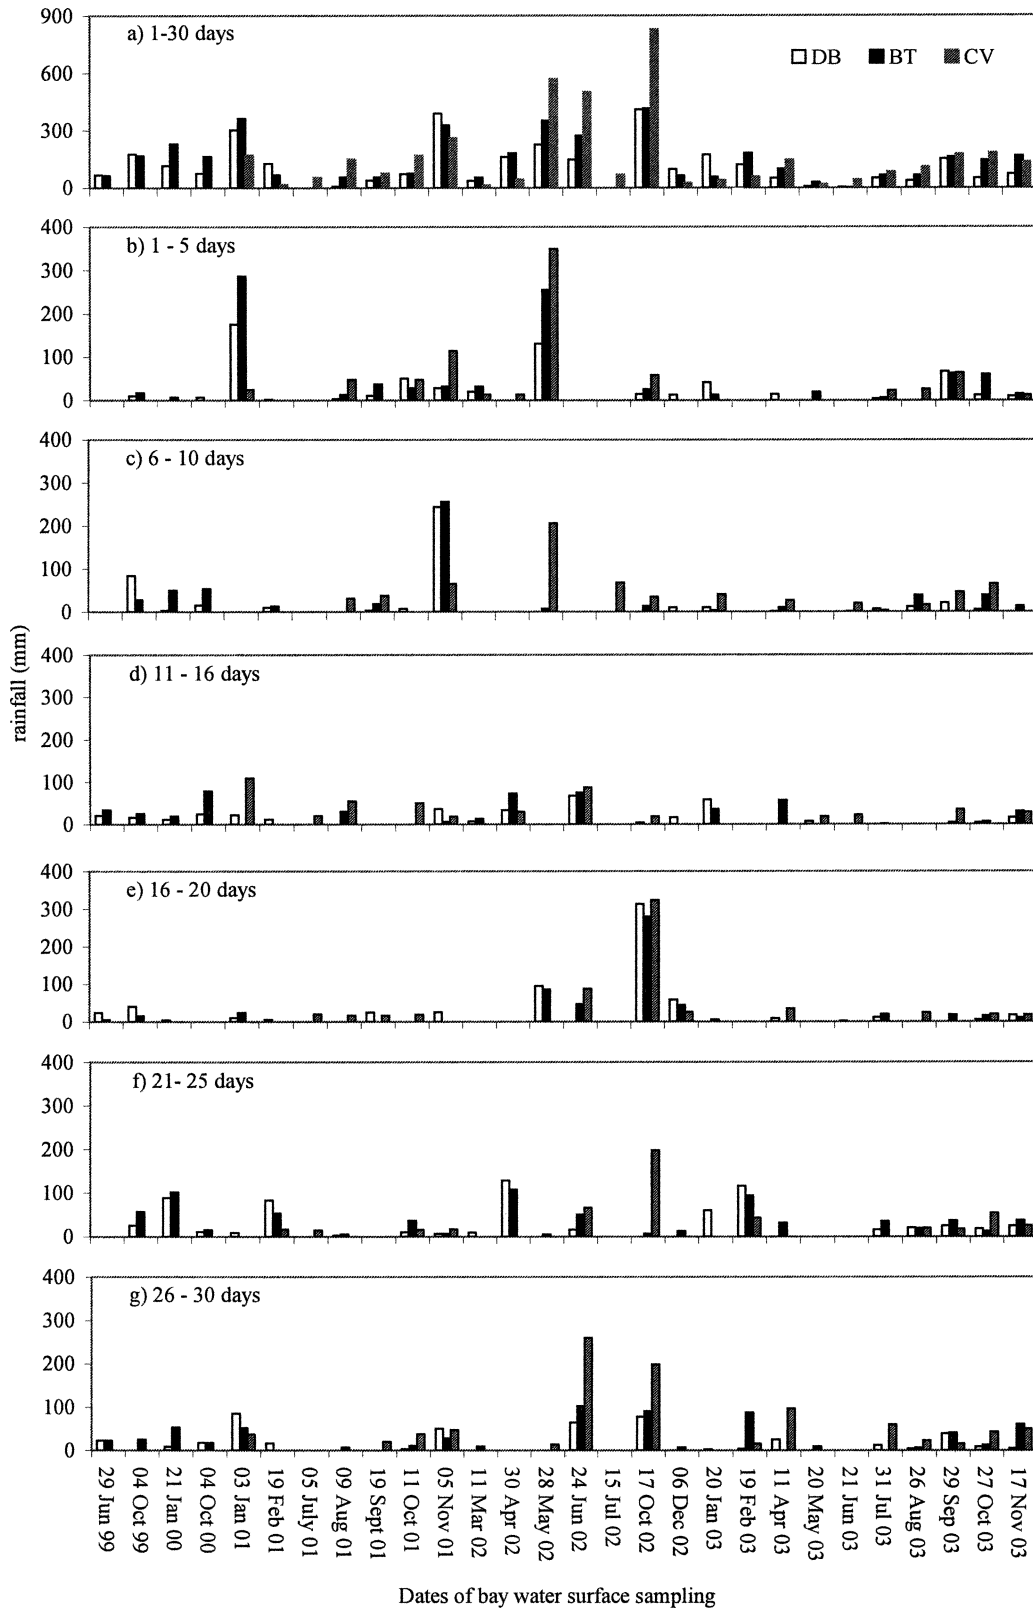 a) 1-30 days
DB BT CV
900
600
300
0
b) 1 - 5 days
400
300
200
100
0
c) 6 - 10 days
400
300
200
100
0
d) 11 - 16 days
400
300
200
100
0
e) 16 - 20 days
400
300
200
100
0
f) 21- 25 days
400
300
200
100
0
g) 26 - 30 days
400
300
200
100
0
rainfall (mm)
29 Jun 99
04 Oct 99
21 Jan 00
04 Oct 00
03 Jan 01
19 Feb 01
05 July 01
09 Aug 01
19 Sept 01
11 Oct 01
05 Nov 01
11 Mar 02
30 Apr 02
28 May 02
24 Jun 02
15 Jul 02
17 Oct 02
06 Dec 02
20 Jan 03
19 Feb 03
11 Apr 03
20 May 03
21 Jun 03
31 Jul 03
26 Aug 03
29 Sep 03
27 Oct 03
17 Nov 03
Dates of bay water surface sampling